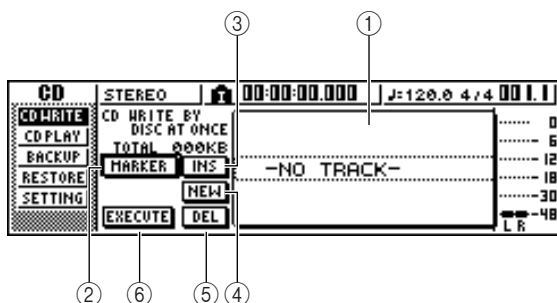 ③ ①
CD STEREO 00:00:00.000 ♩=120.0 4/4 001.1
CD WRITE
CD PLAY
BACKUP
RESTORE
SETTING
CD WRITE BY
DISC AT ONCE
TOTAL 000KB
MARKER INS
NEW
EXECUTE DEL
-NO TRACK-
0
6
12
18
30
48
L R
② ⑥ ⑤ ④